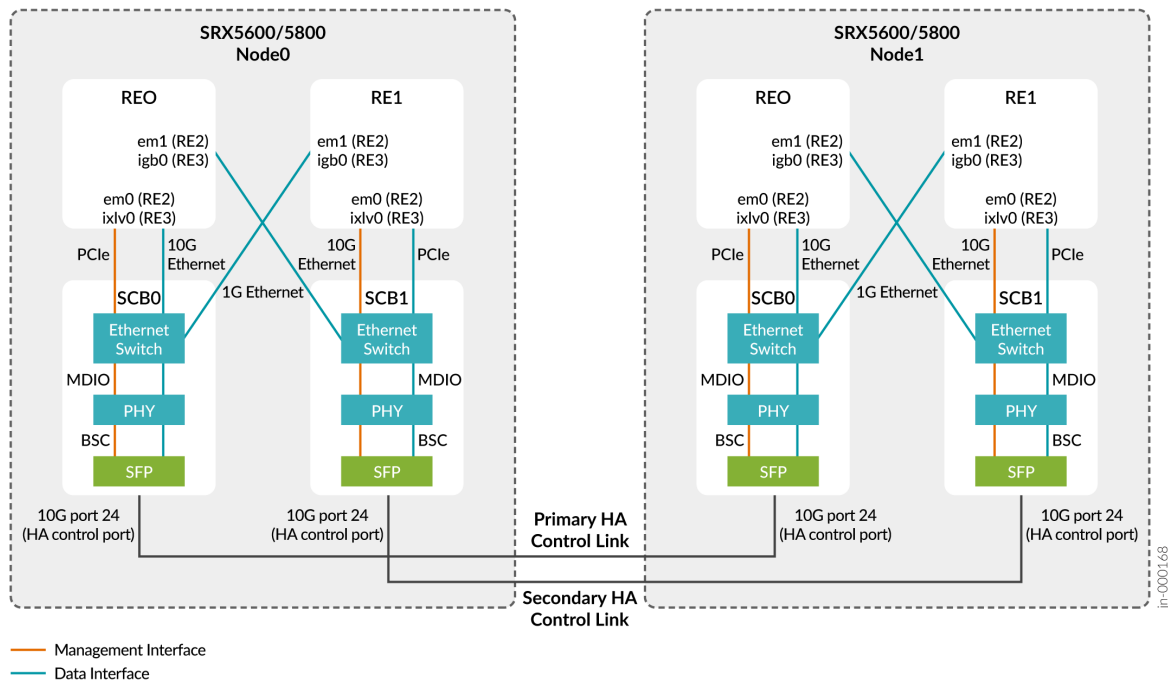 SRX5600/5800
Node0
REO
RE1
em1 (RE2)
igb0 (RE3)
em1 (RE2)
igb0 (RE3)
em0 (RE2)
ixlv0 (RE3)
em0 (RE2)
ixlv0 (RE3)
PCIe
10G
Ethernet
10G
Ethernet
PCIe
1G Ethernet
SCB0
SCB1
Ethernet
Switch
Ethernet
Switch
MDIO
MDIO
PHY
PHY
BSC
BSC
SFP
SFP
10G port 24
(HA control port)
10G port 24
(HA control port)
SRX5600/5800
Node1
REO
RE1
em1 (RE2)
igb0 (RE3)
em1 (RE2)
igb0 (RE3)
em0 (RE2)
ixlv0 (RE3)
em0 (RE2)
ixlv0 (RE3)
PCIe
10G
Ethernet
10G
Ethernet
PCIe
1G Ethernet
SCB0
SCB1
Ethernet
Switch
Ethernet
Switch
MDIO
MDIO
PHY
PHY
BSC
BSC
SFP
SFP
10G port 24
(HA control port)
10G port 24
(HA control port)
Primary HA
Control Link
Secondary HA
Control Link
in-000168
Management Interface
Data Interface